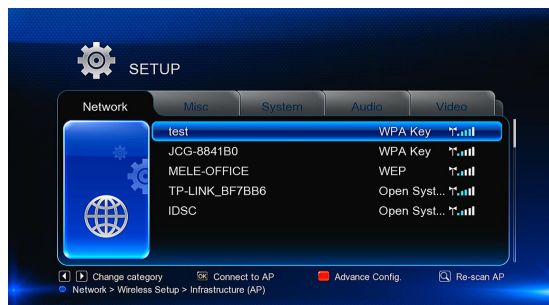 SETUP
Network Misc System Audio Video
test WPA Key
JCG-8841B0 WPA Key
MELE-OFFICE WEP
TP-LINK_BF7BB6 Open Syst...
IDSC Open Syst...
Change category OK Connect to AP Advance Config. Re-scan AP
Network > Wireless Setup > Infrastructure (AP)